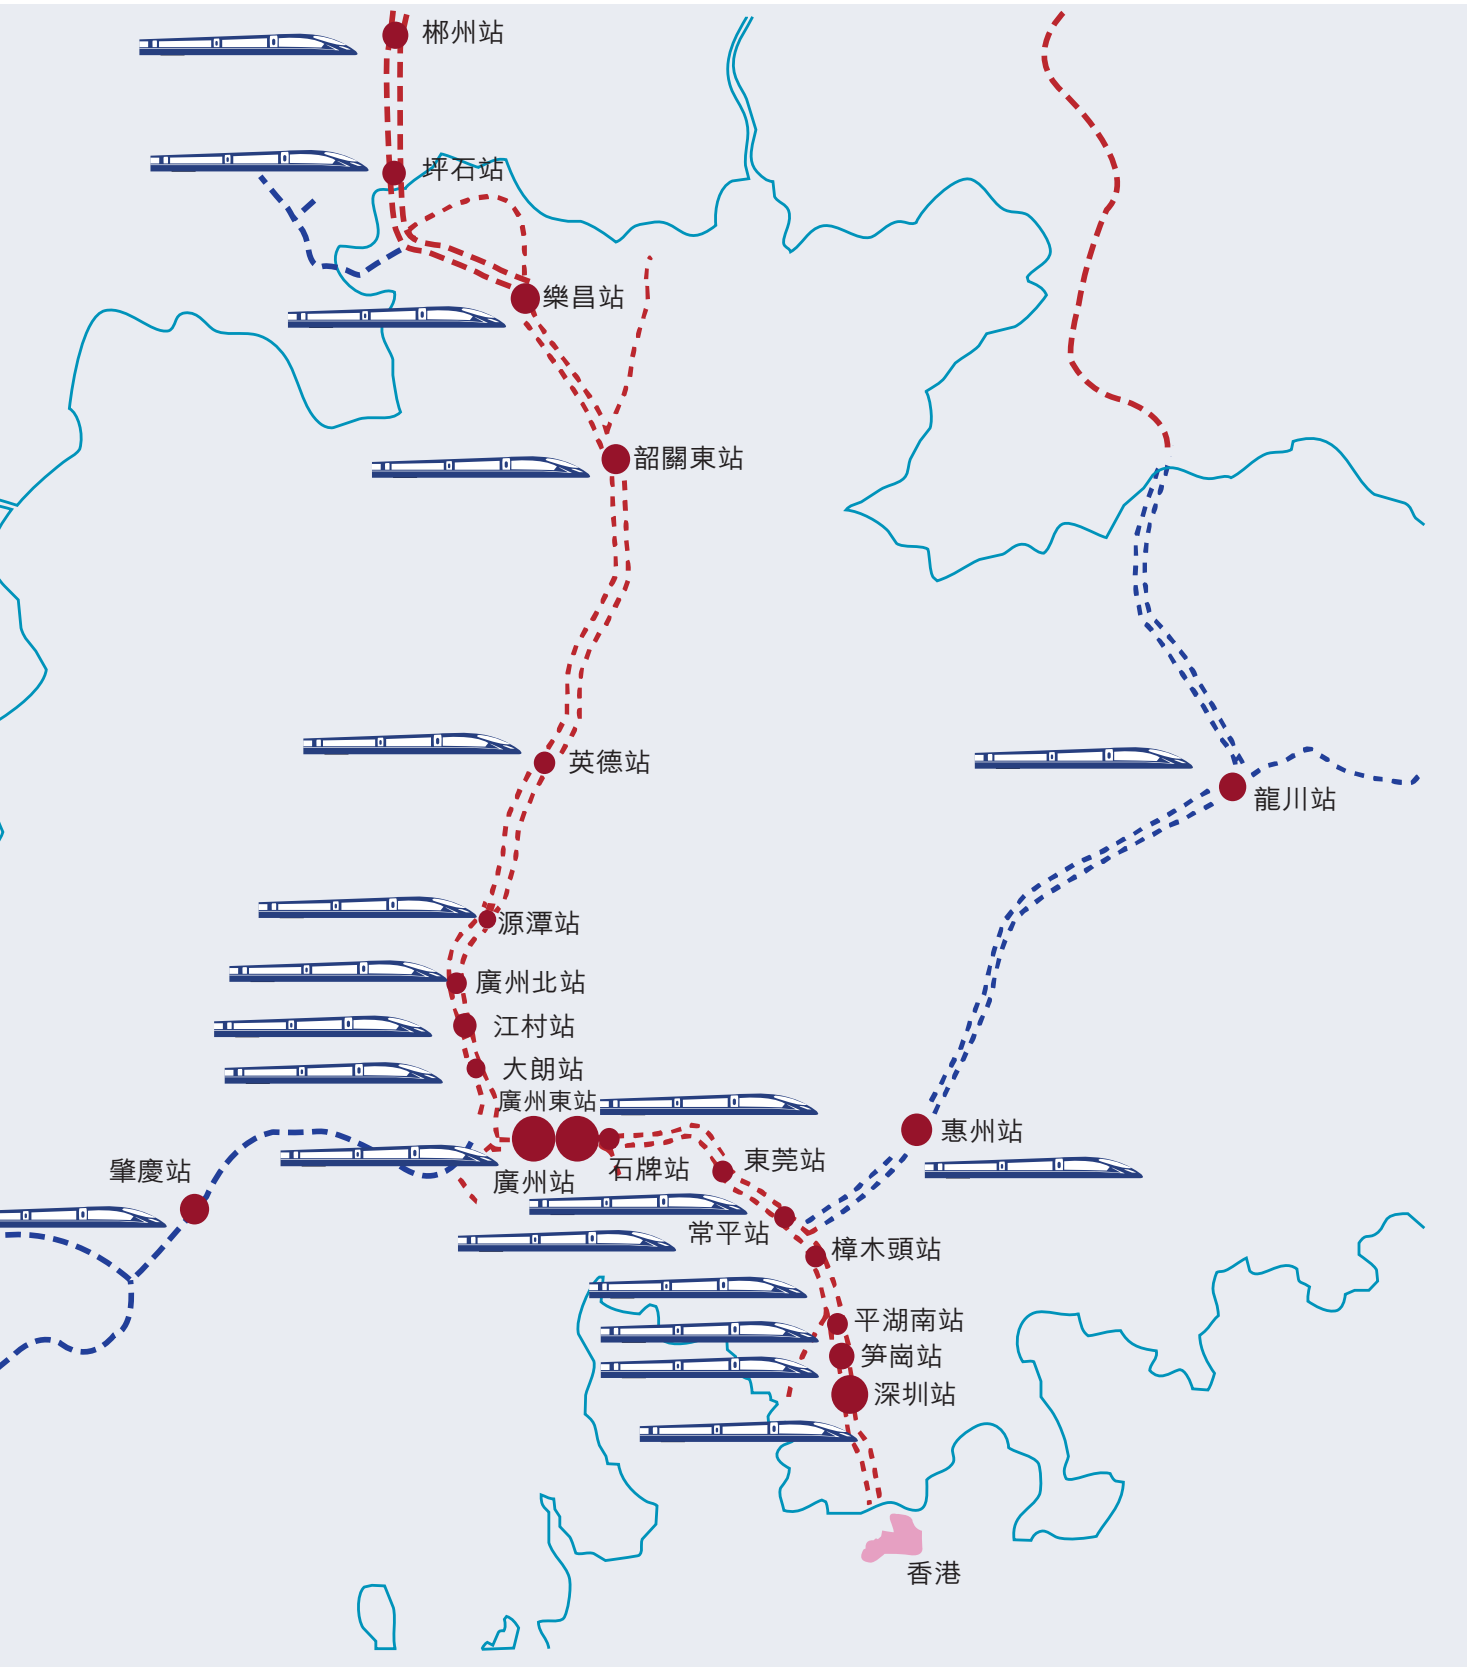 郴州站
坪石站
樂昌站
韶關東站
英德站
龍川站
源潭站
廣州北站
江村站
大朗站
廣州東站
惠州站
肇慶站
廣州站
石牌站
東莞站
常平站
樟木頭站
平湖南站
笋崗站
深圳站
香港